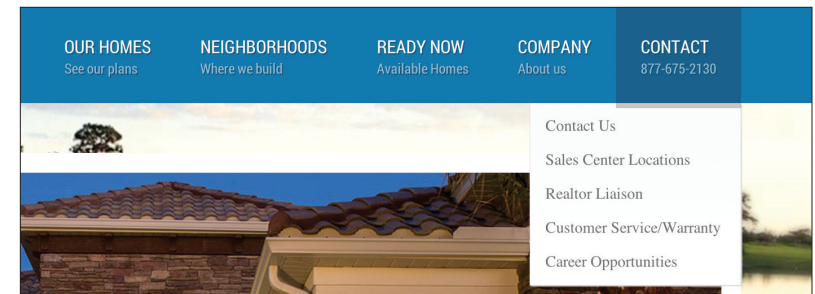 OUR HOMES
See our plans
NEIGHBORHOODS
Where we build
READY NOW
Available Homes
COMPANY
About us
CONTACT
877-675-2130
Contact Us
Sales Center Locations
Realtor Liaison
Customer Service/Warranty
Career Opportunities